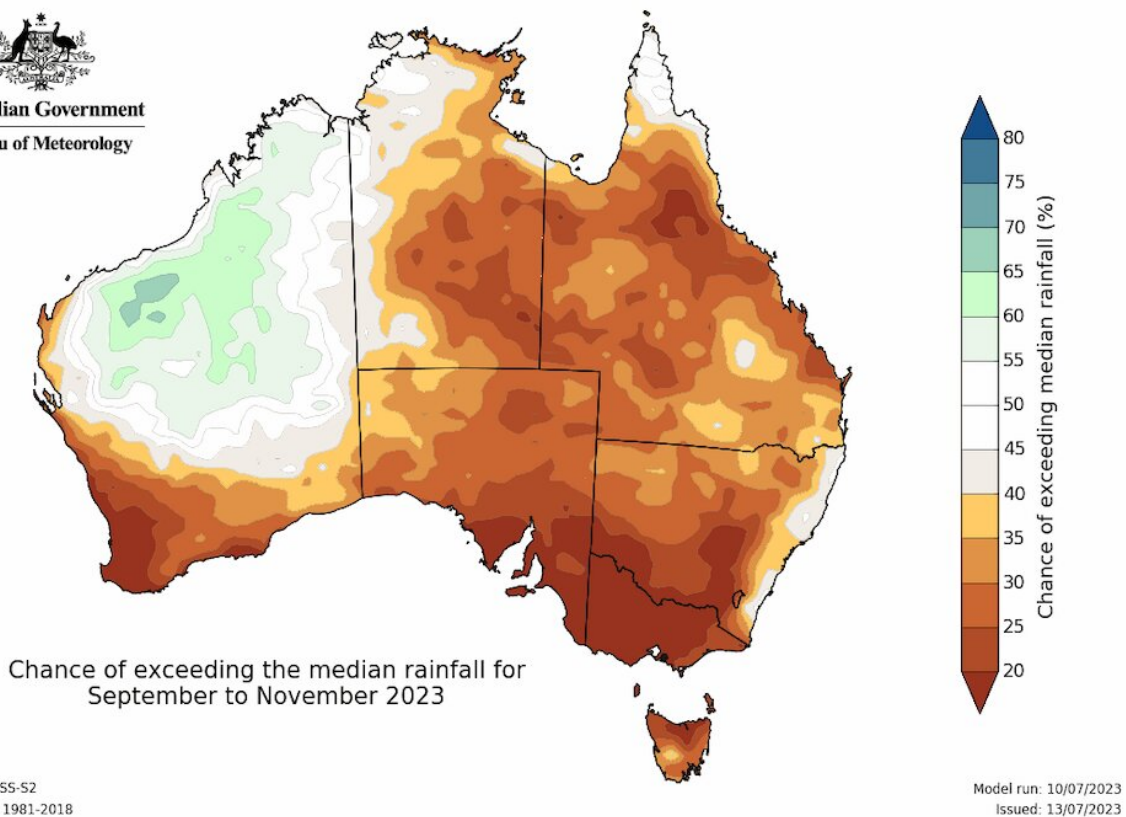 lian Government
u of Meteorology
80
75
70
65
60
55
50
45
40
35
30
25
20
Chance of exceeding median rainfall (%)
Chance of exceeding the median rainfall for
September to November 2023
SS-S2
1981-2018
Model run: 10/07/2023
Issued: 13/07/2023